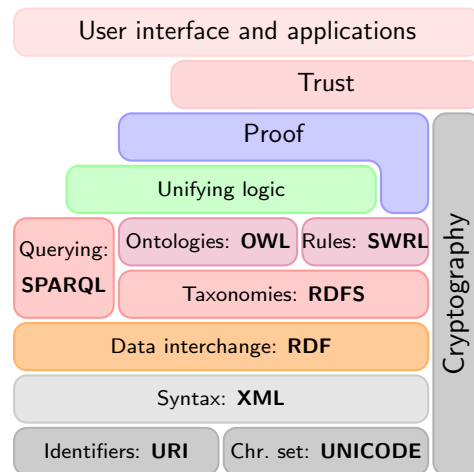 User interface and applications
Trust
Proof
Unifying logic
Querying:
SPARQL
Ontologies: OWL
Rules: SWRL
Taxonomies: RDFS
Data interchange: RDF
Syntax: XML
Identifiers: URI
Chr. set: UNICODE
Cryptography